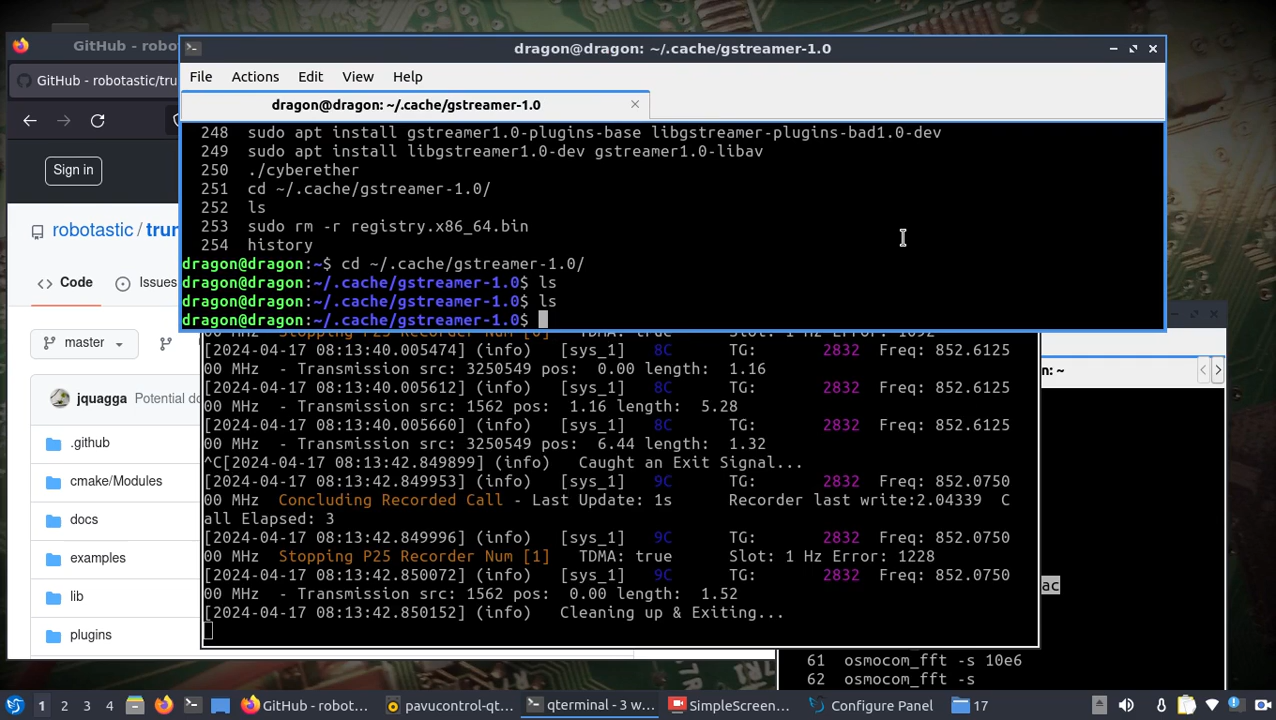 GitHub - robot
dragon@dragon: ~/.cache/gstreamer-1.0
GitHub - robotastic/tru
File Actions Edit View Help
dragon@dragon: ~/.cache/gstreamer-1.0
Sign in
robotastic / trun
Code Issues
master
jquagga Potential do
.github
cmake/Modules
docs
examples
lib
plugins
248 sudo apt install gstreamer1.0-plugins-base libgstreamer-plugins-bad1.0-dev
249 sudo apt install libgstreamer1.0-dev gstreamer1.0-libav
250 ./cyberether
251 cd ~/.cache/gstreamer-1.0/
252 ls
253 sudo rm -r registry.x86_64.bin
254 history
dragon@dragon:~$ cd ~/.cache/gstreamer-1.0/
dragon@dragon:~/.cache/gstreamer-1.0$ ls
dragon@dragon:~/.cache/gstreamer-1.0$ ls
dragon@dragon:~/.cache/gstreamer-1.0$
Stopping P25 Recorder Num [0] TDMA: true Slot: 1 Hz Error: 1092
[2024-04-17 08:13:40.005474] (info) [sys_1] 8C TG: 2832 Freq: 852.6125
00 MHz - Transmission src: 3250549 pos: 0.00 length: 1.16
[2024-04-17 08:13:40.005612] (info) [sys_1] 8C TG: 2832 Freq: 852.6125
00 MHz - Transmission src: 1562 pos: 1.16 length: 5.28
[2024-04-17 08:13:40.005660] (info) [sys_1] 8C TG: 2832 Freq: 852.6125
00 MHz - Transmission src: 3250549 pos: 6.44 length: 1.32
^C[2024-04-17 08:13:42.849899] (info) Caught an Exit Signal...
[2024-04-17 08:13:42.849953] (info) [sys_1] 9C TG: 2832 Freq: 852.0750
00 MHz Concluding Recorded Call - Last Update: 1s Recorder last write:2.04339 C
all Elapsed: 3
[2024-04-17 08:13:42.849996] (info) [sys_1] 9C TG: 2832 Freq: 852.0750
00 MHz Stopping P25 Recorder Num [1] TDMA: true Slot: 1 Hz Error: 1228
[2024-04-17 08:13:42.850072] (info) [sys_1] 9C TG: 2832 Freq: 852.0750
00 MHz - Transmission src: 1562 pos: 0.00 length: 1.52
[2024-04-17 08:13:42.850152] (info) Cleaning up & Exiting...
n: ~
ac
61 osmocom_fft -s 10e6
62 osmocom_fft -s
1 2 3 4 GitHub - robot... pavucontrol-qt... qterminal - 3 w... SimpleScreen... Configure Panel 17